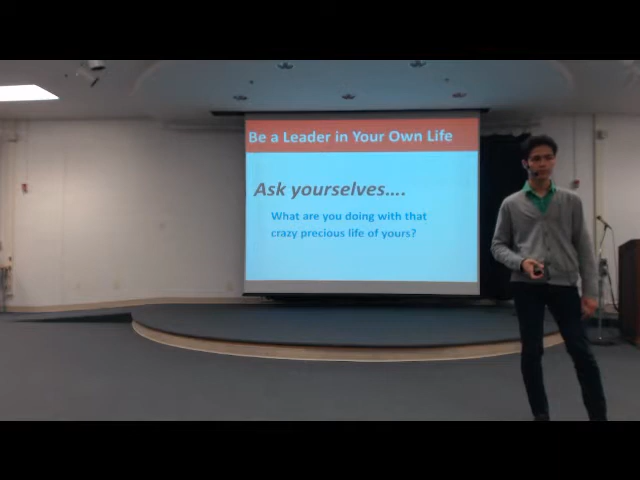 Be a Leader in Your Own Life
Ask yourselves....
What are you doing with that
crazy precious life of yours?